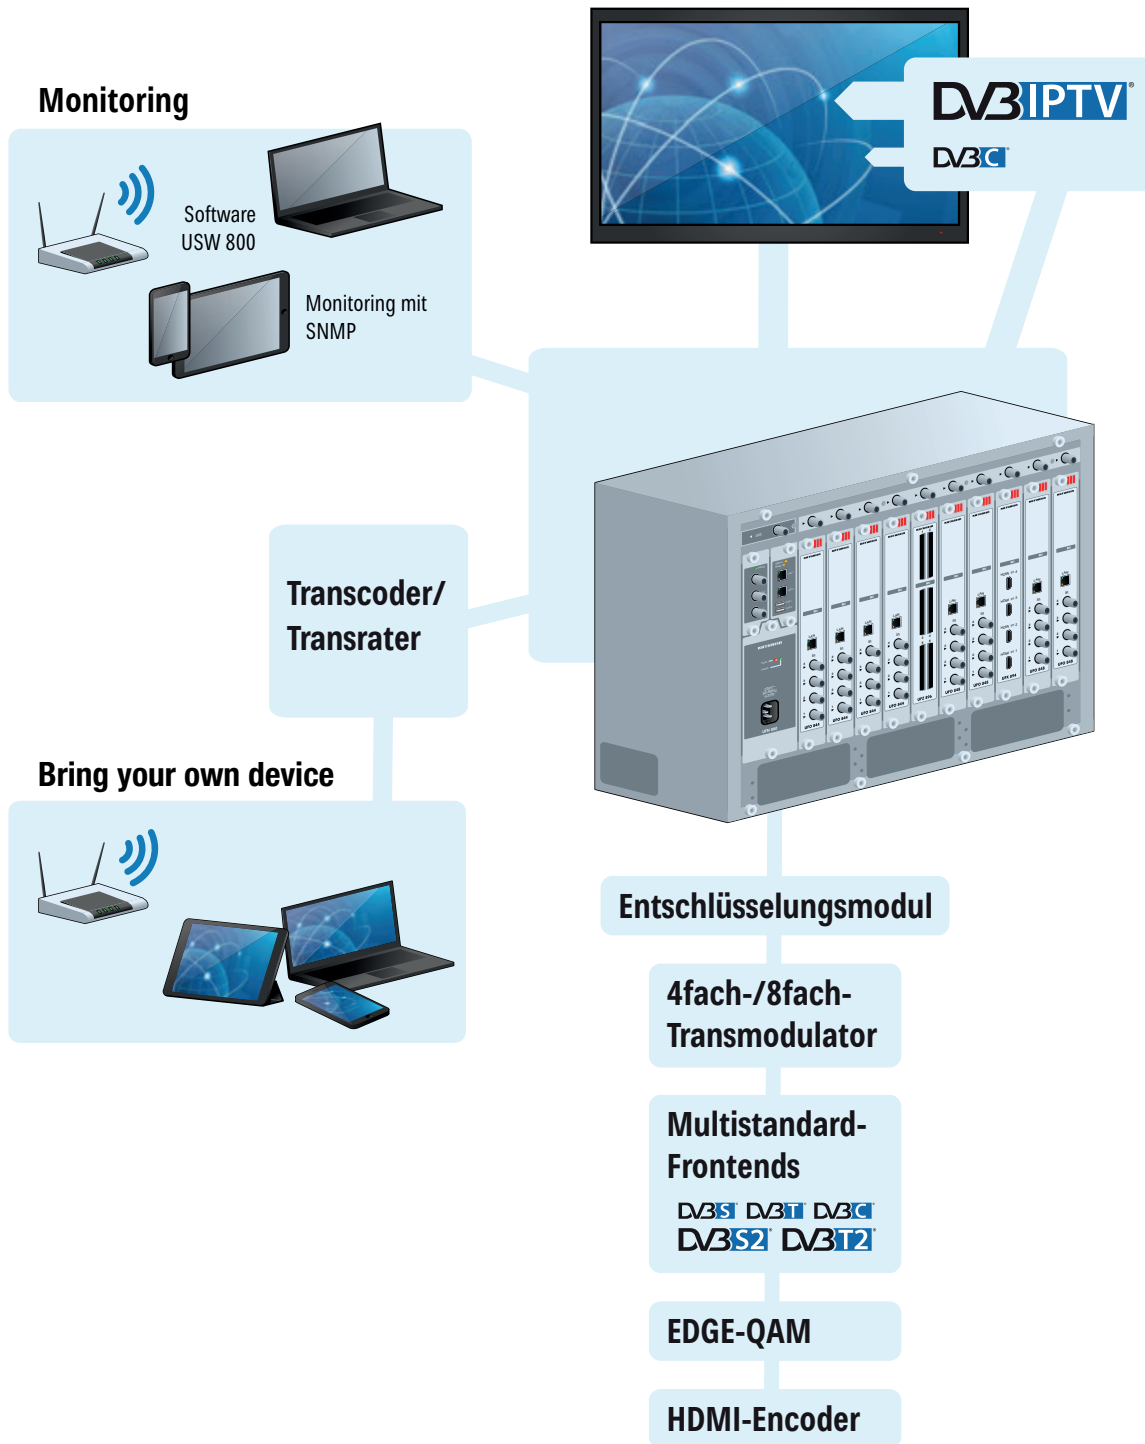 Monitoring
Software
USW 800
Monitoring mit
SNMP
DVB IPTV®
DVB C®
Transcoder/
Transrater
Bring your own device
Entschlüsselungsmodul
4fach-/8fach-
Transmodulator
Multistandard-
Frontends
DVB S® DVB T® DVB C®
DVB S2® DVB T2®
EDGE-QAM
HDMI-Encoder